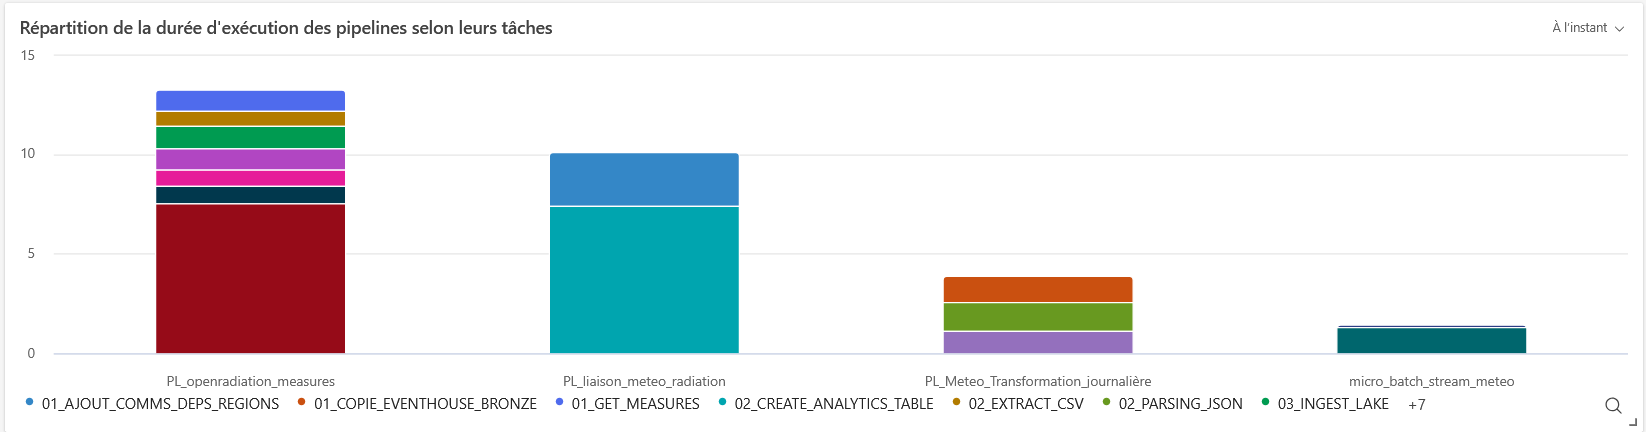 Répartition de la durée d'exécution des pipelines selon leurs tâches
À l'instant
15
10
5
0
PL_openradiation_measures PL_liaison_meteo_radiation PL_Meteo_Transformation_journalière micro_batch_stream_meteo
01_AJOUT_COMMS_DEPS_REGIONS 01_COPIE_EVENTHOUSE_BRONZE 01_GET_MEASURES 02_CREATE_ANALYTICS_TABLE 02_EXTRACT_CSV 02_PARSING_JSON 03_INGEST_LAKE +7